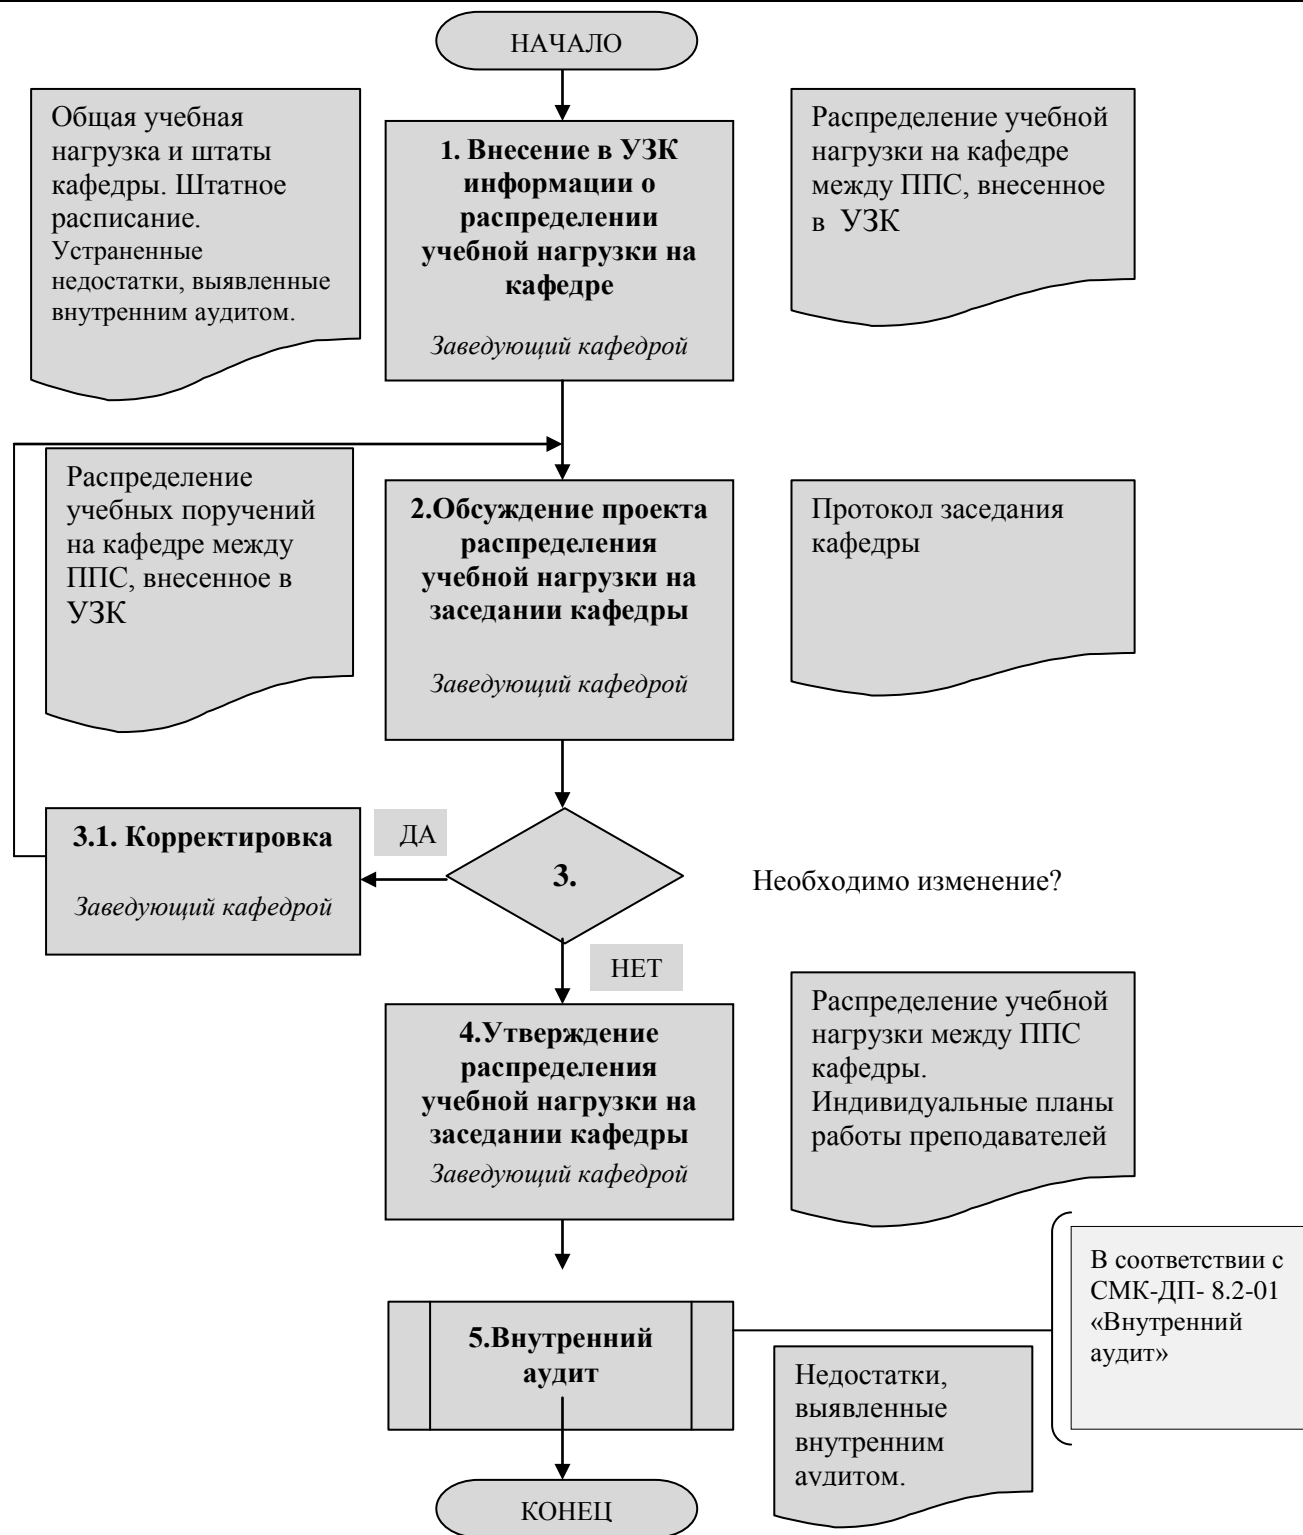 НАЧАЛО
Общая учебная
нагрузка и штаты
кафедры. Штатное
расписание.
Устраненные
недостатки, выявленные
внутренним аудитом.
1. Внесение в УЗК
информации о
распределении
учебной нагрузки на
кафедре
Заведующий кафедрой
Распределение учебной
нагрузки на кафедре
между ППС, внесенное
в УЗК
Распределение
учебных поручений
на кафедре между
ППС, внесенное в
УЗК
2.Обсуждение проекта
распределения
учебной нагрузки на
заседании кафедры
Заведующий кафедрой
Протокол заседания
кафедры
3.1. Корректировка
Заведующий кафедрой
ДА
3.
Необходимо изменение?
НЕТ
4.Утверждение
распределения
учебной нагрузки на
заседании кафедры
Заведующий кафедрой
Распределение учебной
нагрузки между ППС
кафедры.
Индивидуальные планы
работы преподавателей
5.Внутренний
аудит
В соответствии с
СМК-ДП- 8.2-01
«Внутренний
аудит»
Недостатки,
выявленные
внутренним
аудитом.
КОНЕЦ